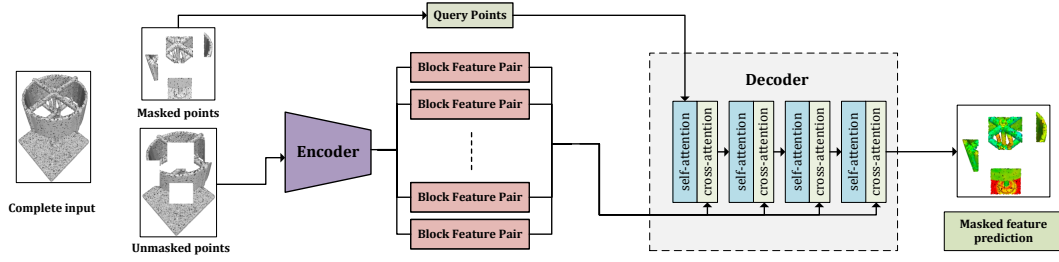 Query Points
Masked points
Complete input
Unmasked points
Encoder
Block Feature Pair
Block Feature Pair
Block Feature Pair
Block Feature Pair
Decoder
self-attention
cross-attention
self-attention
cross-attention
self-attention
cross-attention
self-attention
cross-attention
Masked feature
prediction